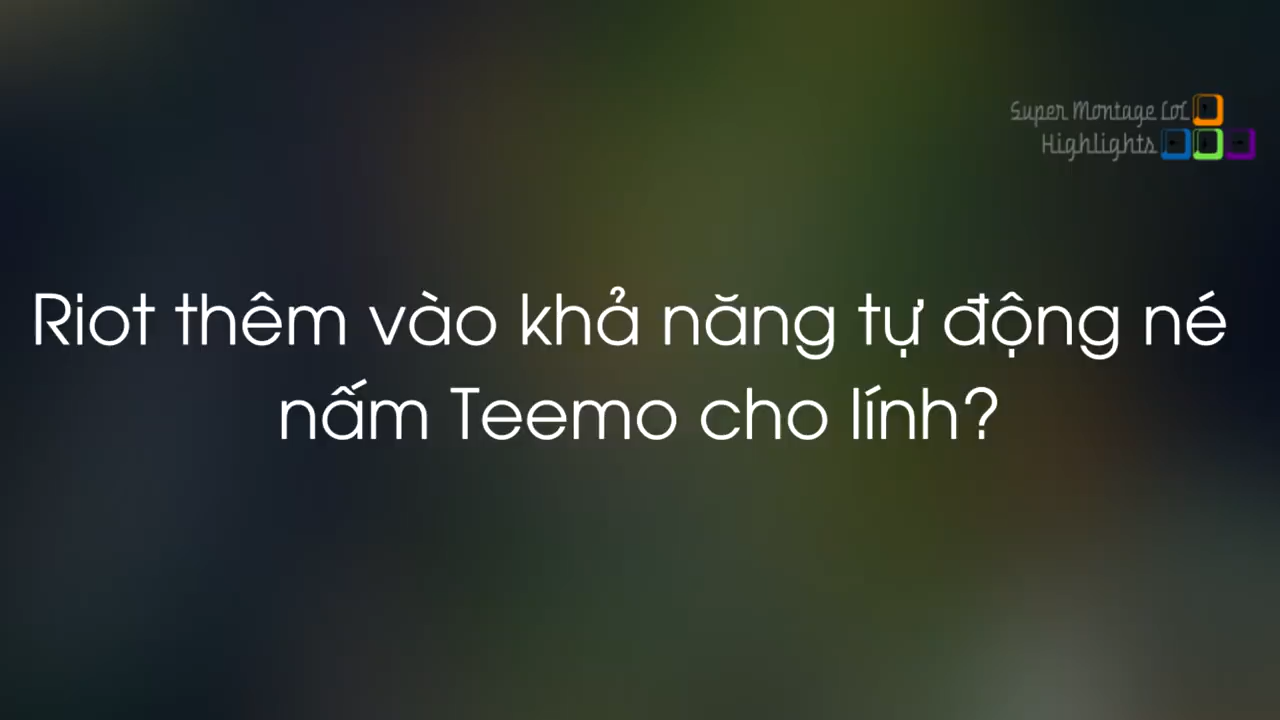 Super Montage LoL
Highlights
Riot thêm vào khả năng tự động né
nấm Teemo cho lính?